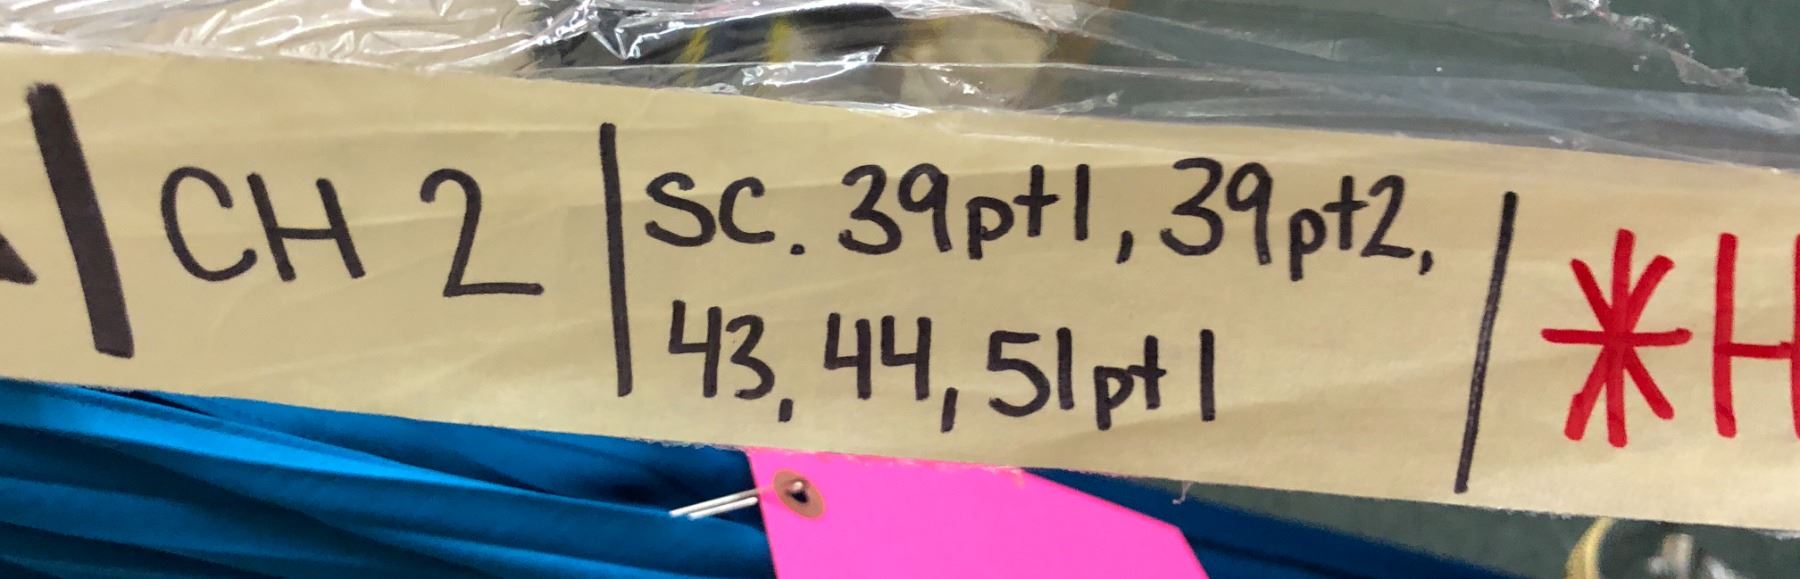 CH 2
SC. 39pt1, 39pt2,
43, 44, 51pt1
*H